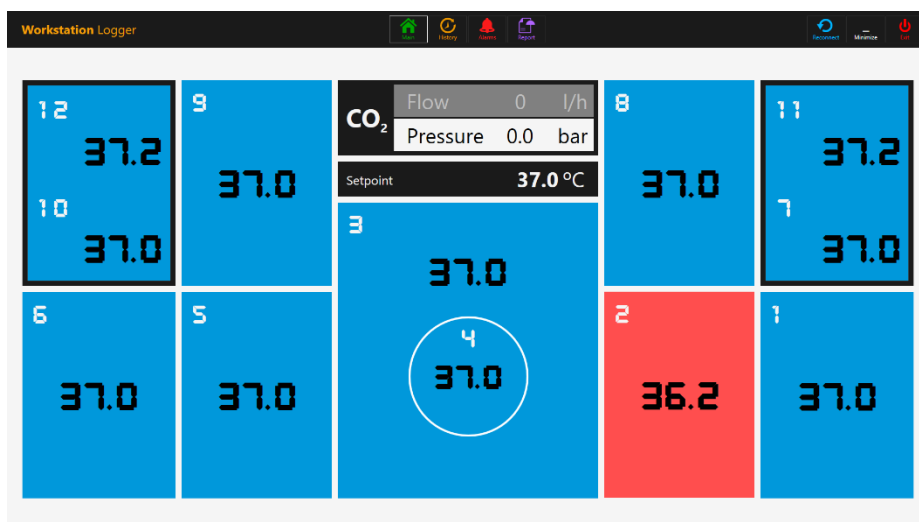 Workstation Logger
Main
History
Alarms
Report
Reconnect
Minimize
Exit
12
37.2
10
37.0
9
37.0
CO2
Flow 0 l/h
Pressure 0.0 bar
Setpoint 37.0 °C
3
37.0
4
37.0
8
37.0
11
37.2
7
37.0
6
37.0
5
37.0
2
36.2
1
37.0